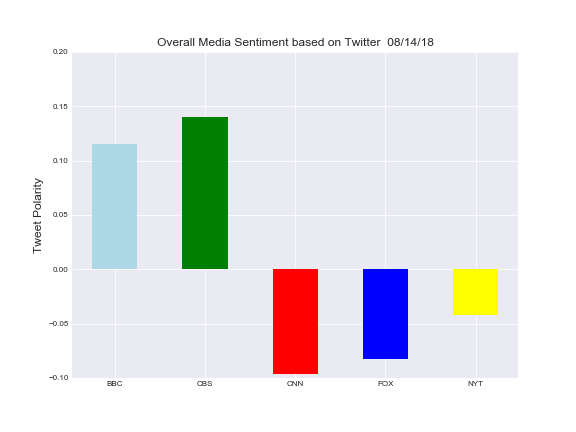 Overall Media Sentiment based on Twitter  08/14/18
0.20
0.15
0.10
0.05
0.00
−0.05
−0.10
Tweet Polarity
BBC CBS CNN FOX NYT